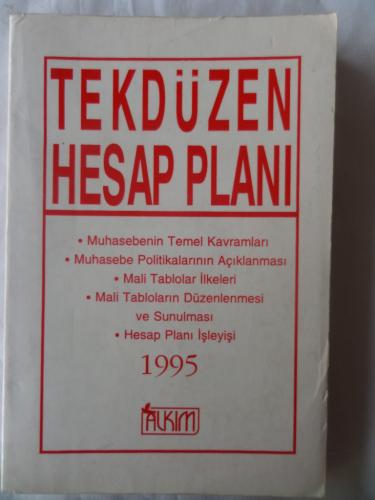 TEKDÜZEN
HESAP PLANI
• Muhasebenin Temel Kavramları
• Muhasebe Politikalarının Açıklanması
• Mali Tablolar İlkeleri
• Mali Tabloların Düzenlenmesi
ve Sunulması
• Hesap Planı İşleyişi
1995
ALKIM